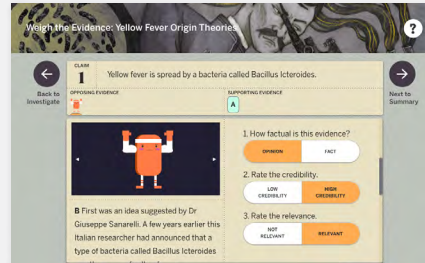 Weigh the Evidence: Yellow Fever Origin Theories
?
CLAIM
1
Yellow fever is spread by a bacteria called Bacillus Icteroides.
Back to
Investigate
OPPOSING EVIDENCE
SUPPORTING EVIDENCE
A
Next to
Summary
1. How factual is this evidence?
OPINION
FACT
2. Rate the credibility.
LOW
CREDIBILITY
HIGH
CREDIBILITY
3. Rate the relevance.
NOT
RELEVANT
RELEVANT
B First was an idea suggested by Dr
Giuseppe Sanarelli. A few years earlier this
Italian researcher had announced that a
type of bacteria called Bacillus Icteroides